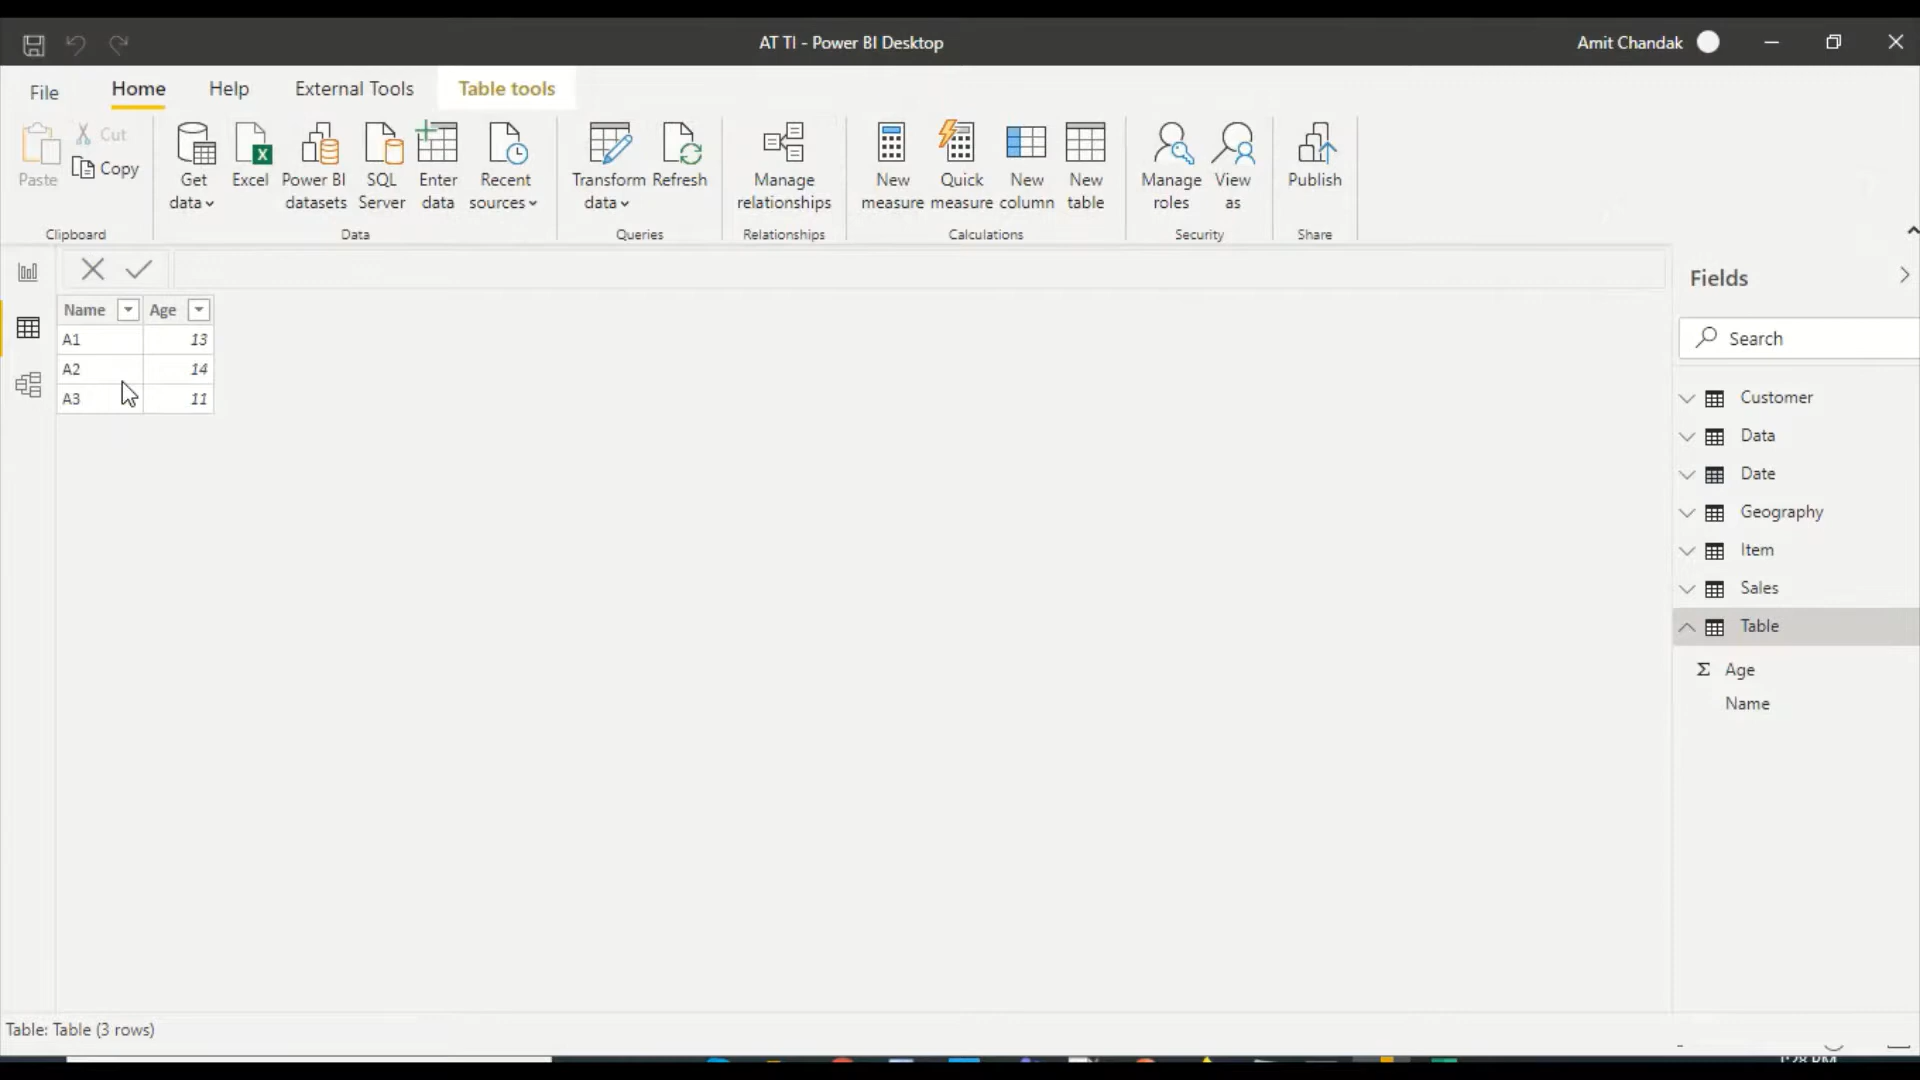 AT TI - Power BI Desktop
Amit Chandak
File
Home
Help
External Tools
Table tools
Paste
Cut
Copy
Clipboard
Get data
Excel
Power BI datasets
SQL Server
Enter data
Recent sources
Data
Transform data
Refresh
Queries
Manage relationships
Relationships
New measure
Quick measure
New column
New table
Calculations
Manage roles
View as
Security
Publish
Share
Name Age
A1 13
A2 14
A3 11
Fields
Search
Customer
Data
Date
Geography
Item
Sales
Table
Σ Age
Name
Table: Table (3 rows)
1:28 PM